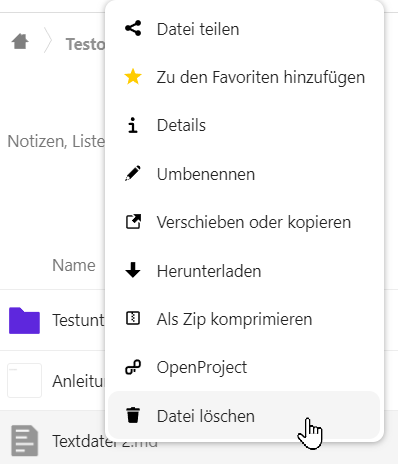 Testo
Notizen, Liste
Name
Testunt
Anleitu
Textdatei 2.md
Datei teilen
Zu den Favoriten hinzufügen
Details
Umbenennen
Verschieben oder kopieren
Herunterladen
Als Zip komprimieren
OpenProject
Datei löschen